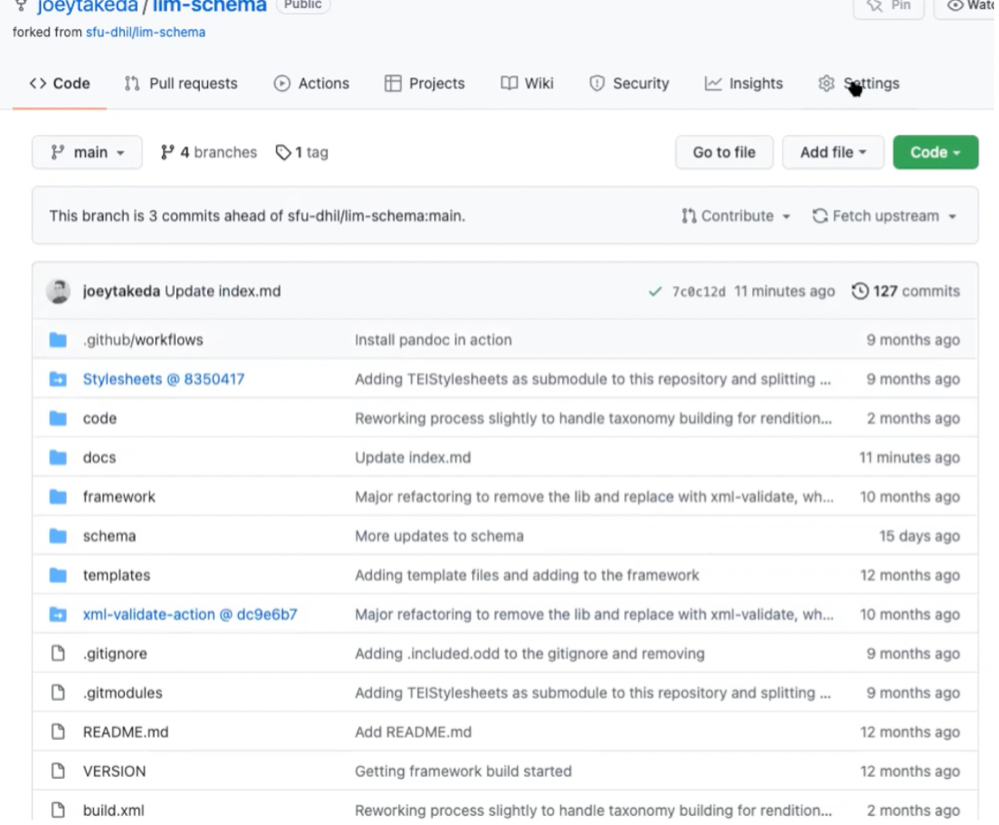 joeytakeda / lim-schema Public Pin Watc
forked from sfu-dhil/lim-schema
Code Pull requests Actions Projects Wiki Security Insights Settings
main 4 branches 1 tag Go to file Add file Code
This branch is 3 commits ahead of sfu-dhil/lim-schema:main. Contribute Fetch upstream
joeytakeda Update index.md 7c0c12d 11 minutes ago 127 commits
.github/workflows Install pandoc in action 9 months ago
Stylesheets @ 8350417 Adding TEIStylesheets as submodule to this repository and splitting ... 9 months ago
code Reworking process slightly to handle taxonomy building for rendition... 2 months ago
docs Update index.md 11 minutes ago
framework Major refactoring to remove the lib and replace with xml-validate, wh... 10 months ago
schema More updates to schema 15 days ago
templates Adding template files and adding to the framework 12 months ago
xml-validate-action @ dc9e6b7 Major refactoring to remove the lib and replace with xml-validate, wh... 10 months ago
.gitignore Adding .included.odd to the gitignore and removing 9 months ago
.gitmodules Adding TEIStylesheets as submodule to this repository and splitting ... 9 months ago
README.md Add README.md 12 months ago
VERSION Getting framework build started 12 months ago
build.xml Reworking process slightly to handle taxonomy building for rendition... 2 months ago